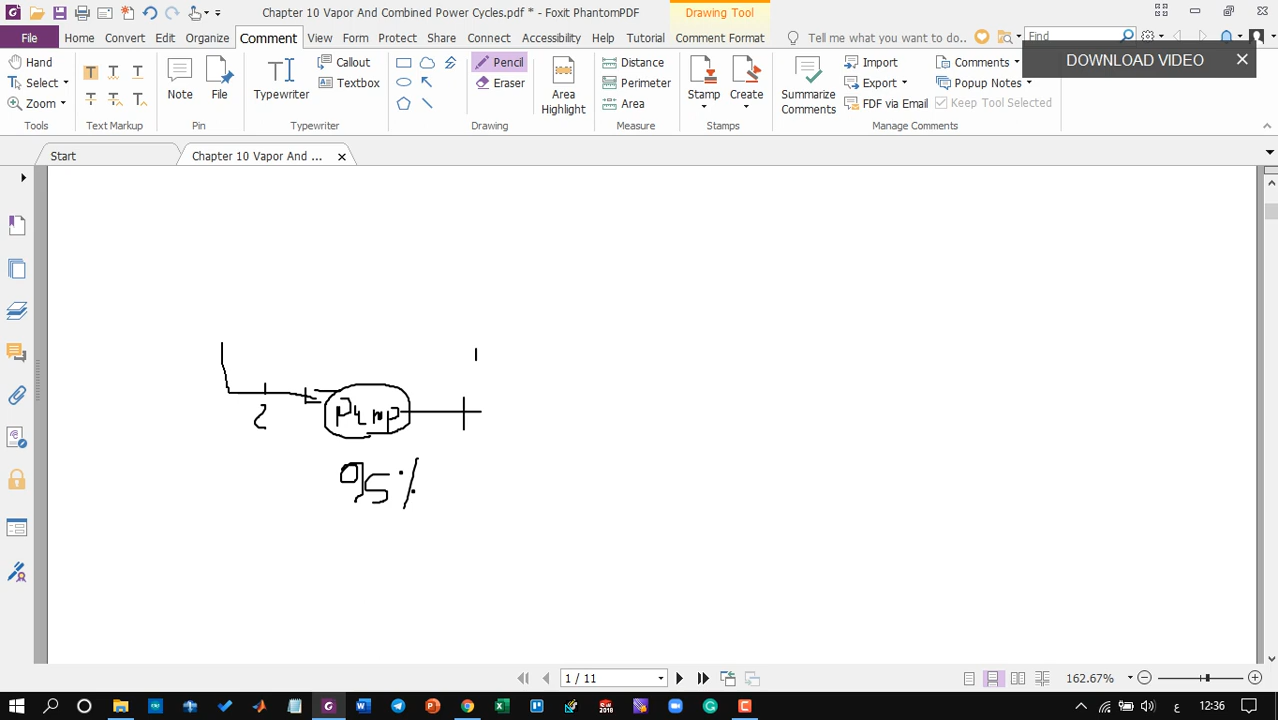 Chapter 10 Vapor And Combined Power Cycles.pdf * - Foxit PhantomPDF
Drawing Tool
File Home Convert Edit Organize Comment View Form Protect Share Connect Accessibility Help Tutorial Comment Format Tell me what you want to do.. Find
DOWNLOAD VIDEO
Hand
Select
Zoom
Tools
Text Markup
Note
File
Pin
Typewriter
Callout
Textbox
Typewriter
Pencil
Eraser
Area Highlight
Drawing
Distance
Perimeter
Area
Measure
Stamp
Create
Stamps
Summarize Comments
Import
Export
FDF via Email
Comments
Popup Notes
Keep Tool Selected
Manage Comments
Start
Chapter 10 Vapor And ...
Pump
2
95%
1 / 11
162.67%
12:36